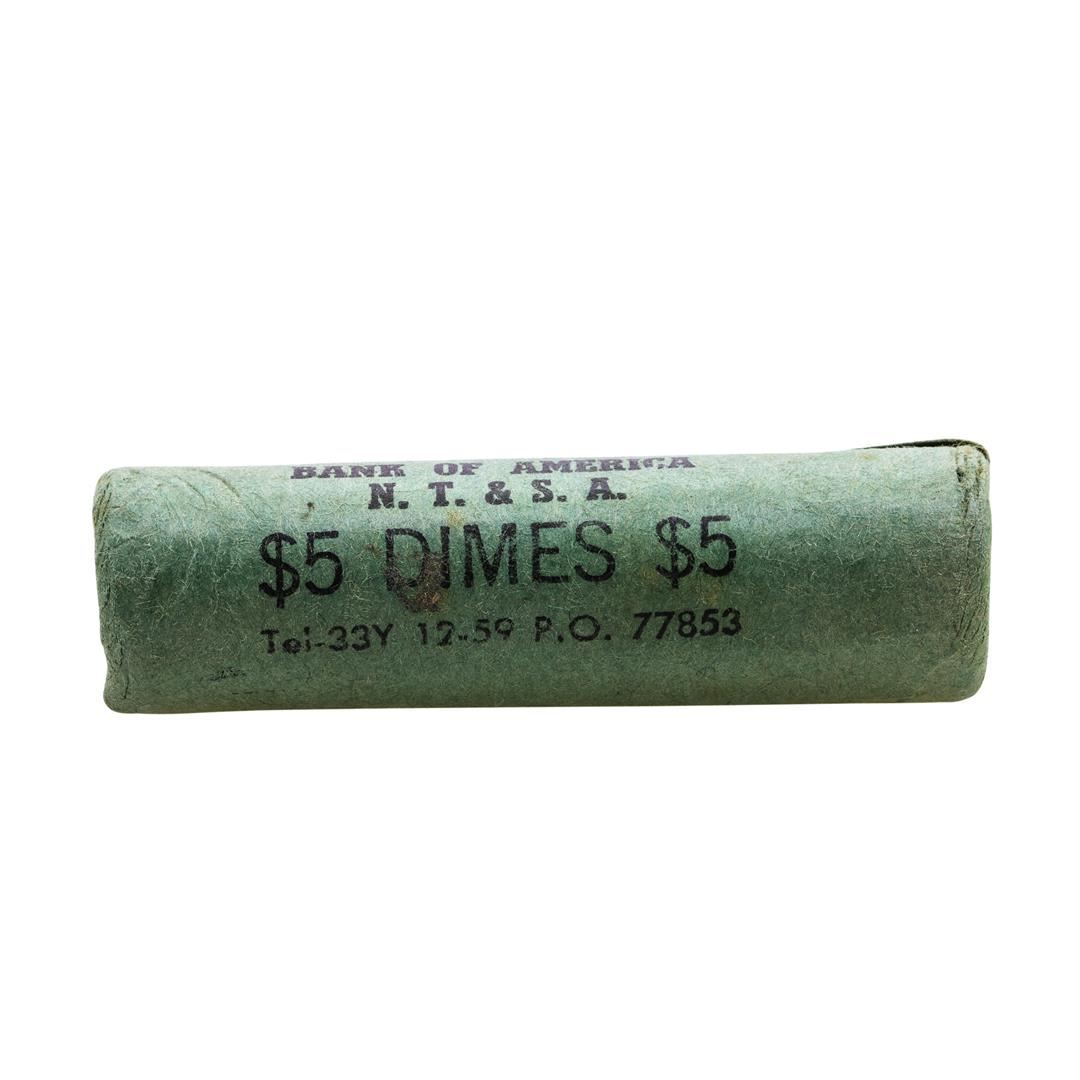 BANK OF AMERICA
N. T. & S. A.
$5 DIMES $5
Tel-33Y 12-59 P.O. 77853